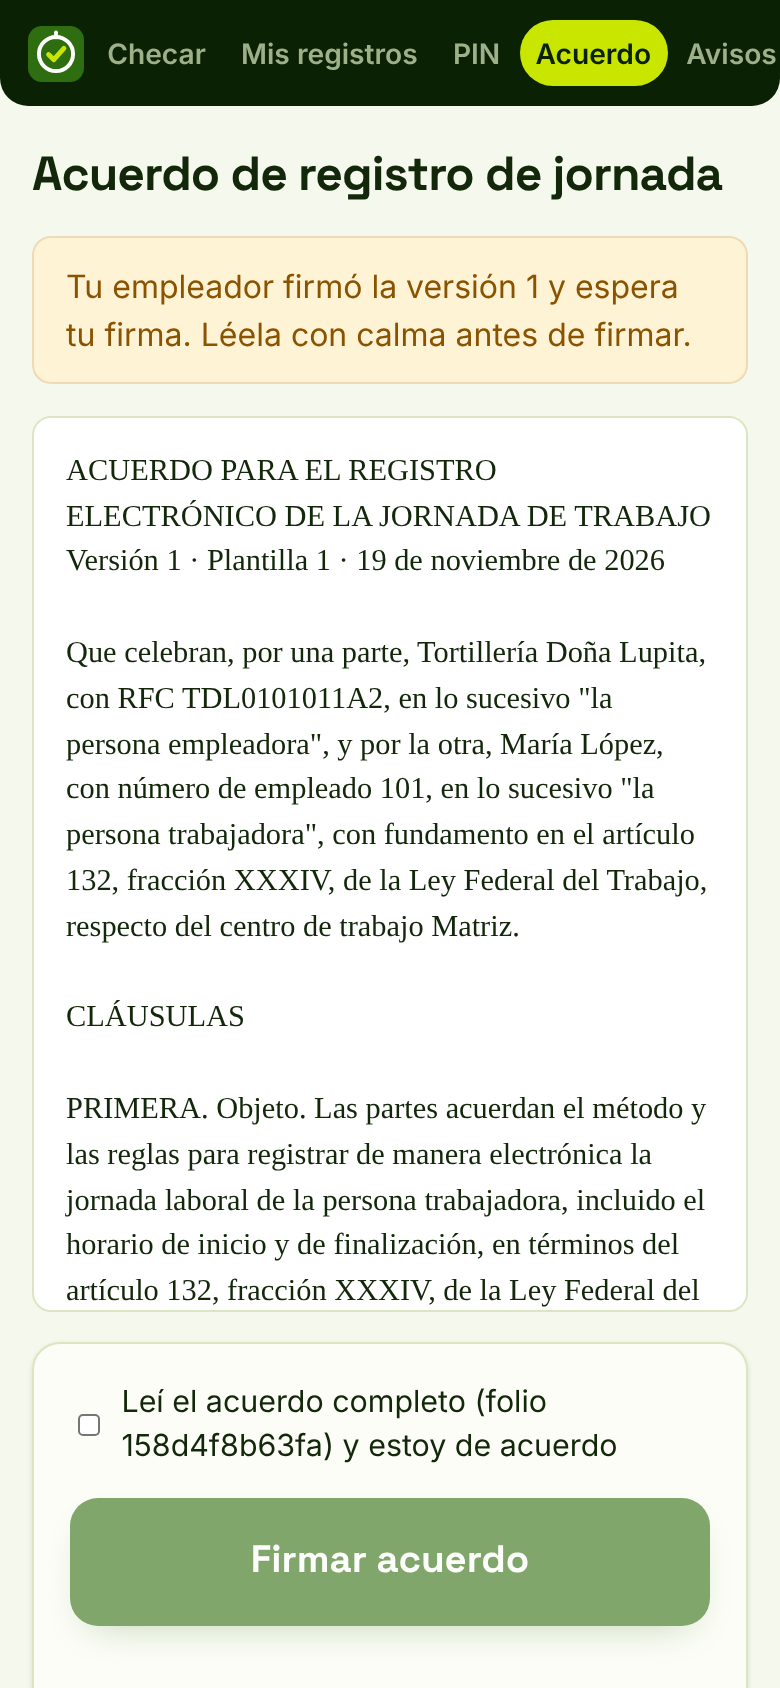 Checar Mis registros PIN Acuerdo Avisos
Acuerdo de registro de jornada
Tu empleador firmó la versión 1 y espera
tu firma. Léela con calma antes de firmar.
ACUERDO PARA EL REGISTRO
ELECTRÓNICO DE LA JORNADA DE TRABAJO
Versión 1 · Plantilla 1 · 19 de noviembre de 2026
Que celebran, por una parte, Tortillería Doña Lupita,
con RFC TDL0101011A2, en lo sucesivo "la
persona empleadora", y por la otra, María López,
con número de empleado 101, en lo sucesivo "la
persona trabajadora", con fundamento en el artículo
132, fracción XXXIV, de la Ley Federal del Trabajo,
respecto del centro de trabajo Matriz.
CLÁUSULAS
PRIMERA. Objeto. Las partes acuerdan el método y
las reglas para registrar de manera electrónica la
jornada laboral de la persona trabajadora, incluido el
horario de inicio y de finalización, en términos del
artículo 132, fracción XXXIV, de la Ley Federal del
Leí el acuerdo completo (folio
158d4f8b63fa) y estoy de acuerdo
Firmar acuerdo